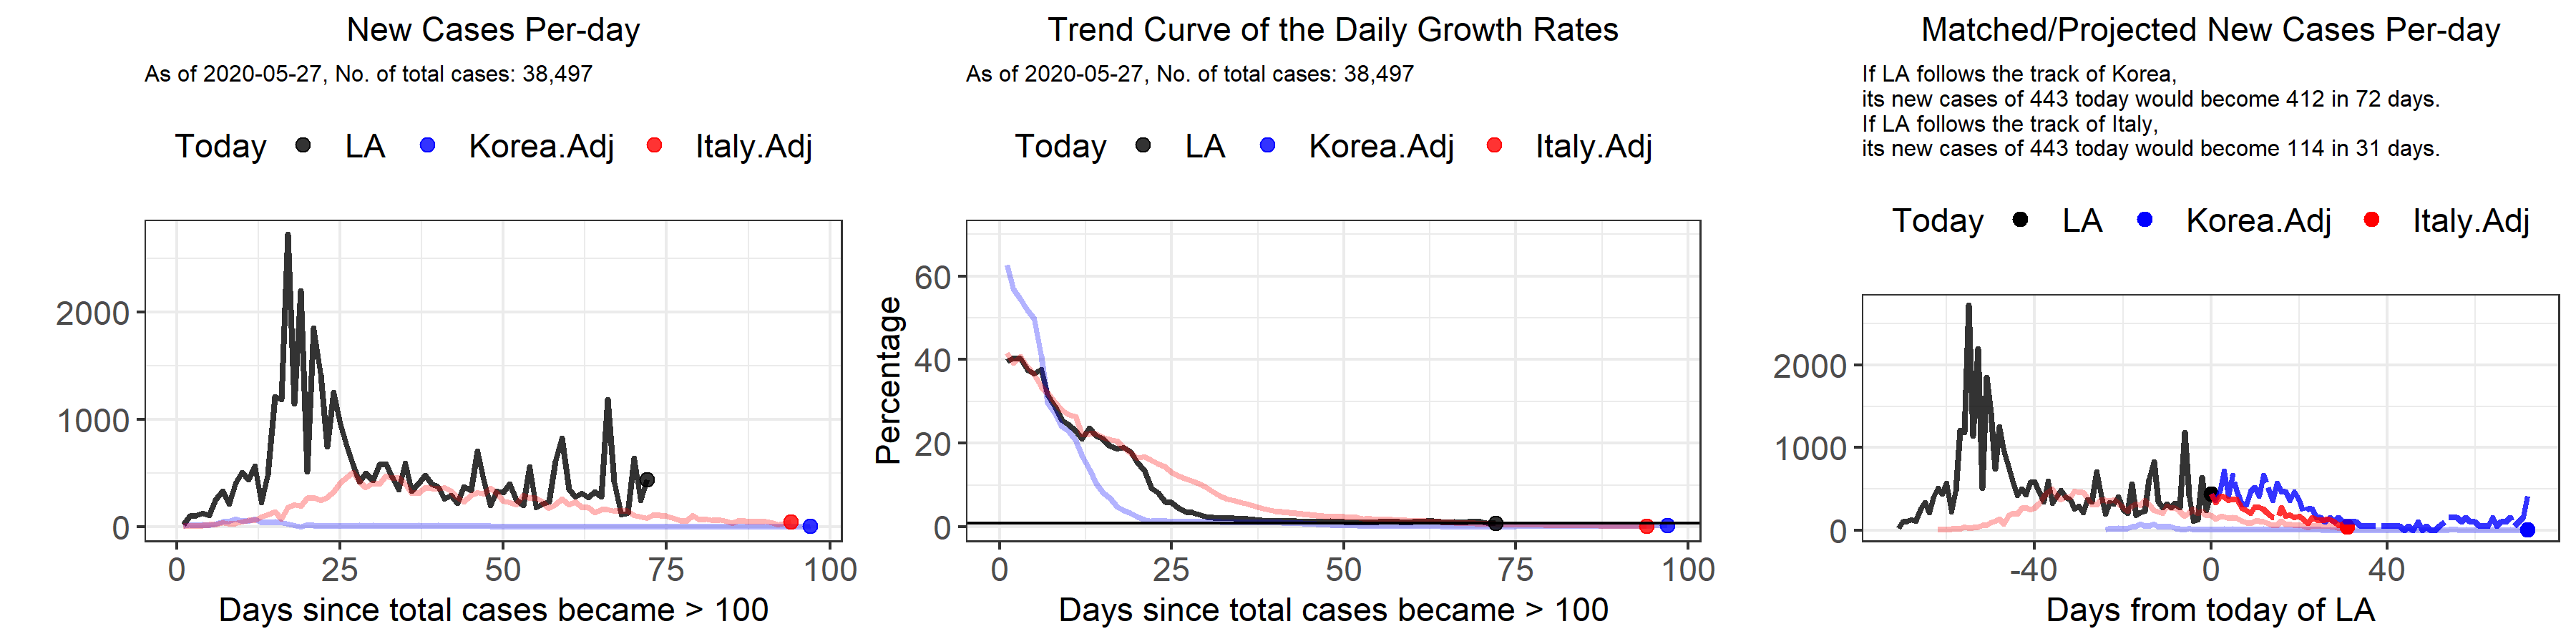 New Cases Per-day
As of 2020-05-27, No. of total cases: 38,497
Today LA Korea.Adj Italy.Adj
2000
1000
0
0 25 50 75 100
Days since total cases became > 100
Trend Curve of the Daily Growth Rates
As of 2020-05-27, No. of total cases: 38,497
Today LA Korea.Adj Italy.Adj
Percentage
60
40
20
0
0 25 50 75 100
Days since total cases became > 100
Matched/Projected New Cases Per-day
If LA follows the track of Korea,
its new cases of 443 today would become 412 in 72 days.
If LA follows the track of Italy,
its new cases of 443 today would become 114 in 31 days.
Today LA Korea.Adj Italy.Adj
2000
1000
0
-40 0 40
Days from today of LA